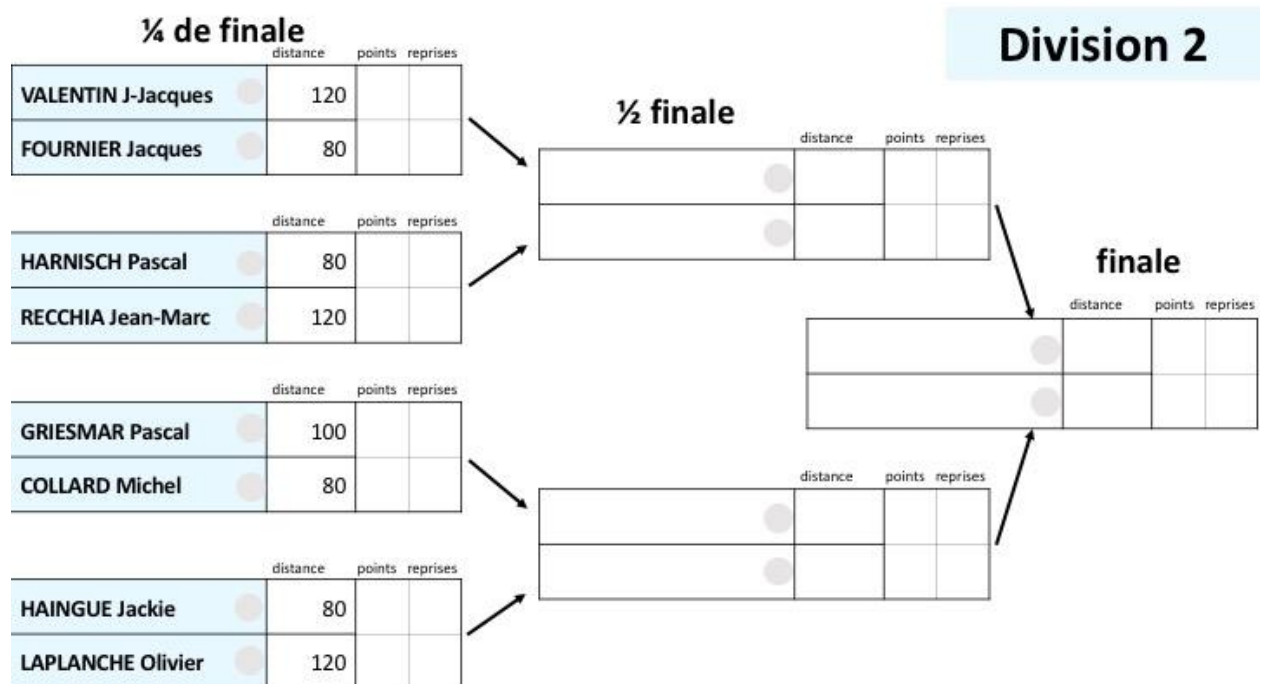 ¼ de finale
Division 2
distance points reprises
VALENTIN J-Jacques 120
FOURNIER Jacques 80
distance points reprises
HARNISCH Pascal 80
RECCHIA Jean-Marc 120
distance points reprises
GRIESMAR Pascal 100
COLLARD Michel 80
distance points reprises
HAINGUE Jackie 80
LAPLANCHE Olivier 120
½ finale
distance points reprises
distance points reprises
finale
distance points reprises